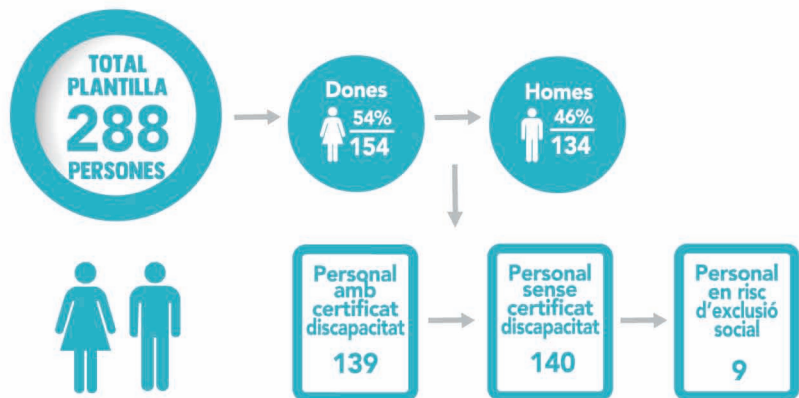 TOTAL
PLANTILLA
288
PERSONES
Dones
54%
154
Homes
46%
134
Personal
amb
certificat
discapacitat
139
Personal
sense
certificat
discapacitat
140
Personal
en risc
d'exclusió
social
9